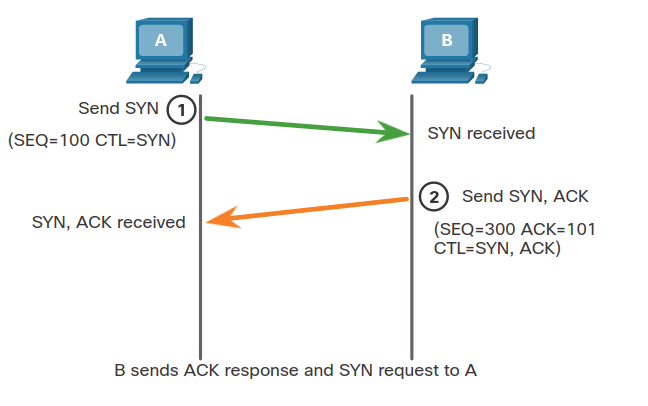 A
B
Send SYN 1
(SEQ=100 CTL=SYN)
SYN received
2 Send SYN, ACK
SYN, ACK received
(SEQ=300 ACK=101
CTL=SYN, ACK)
B sends ACK response and SYN request to A